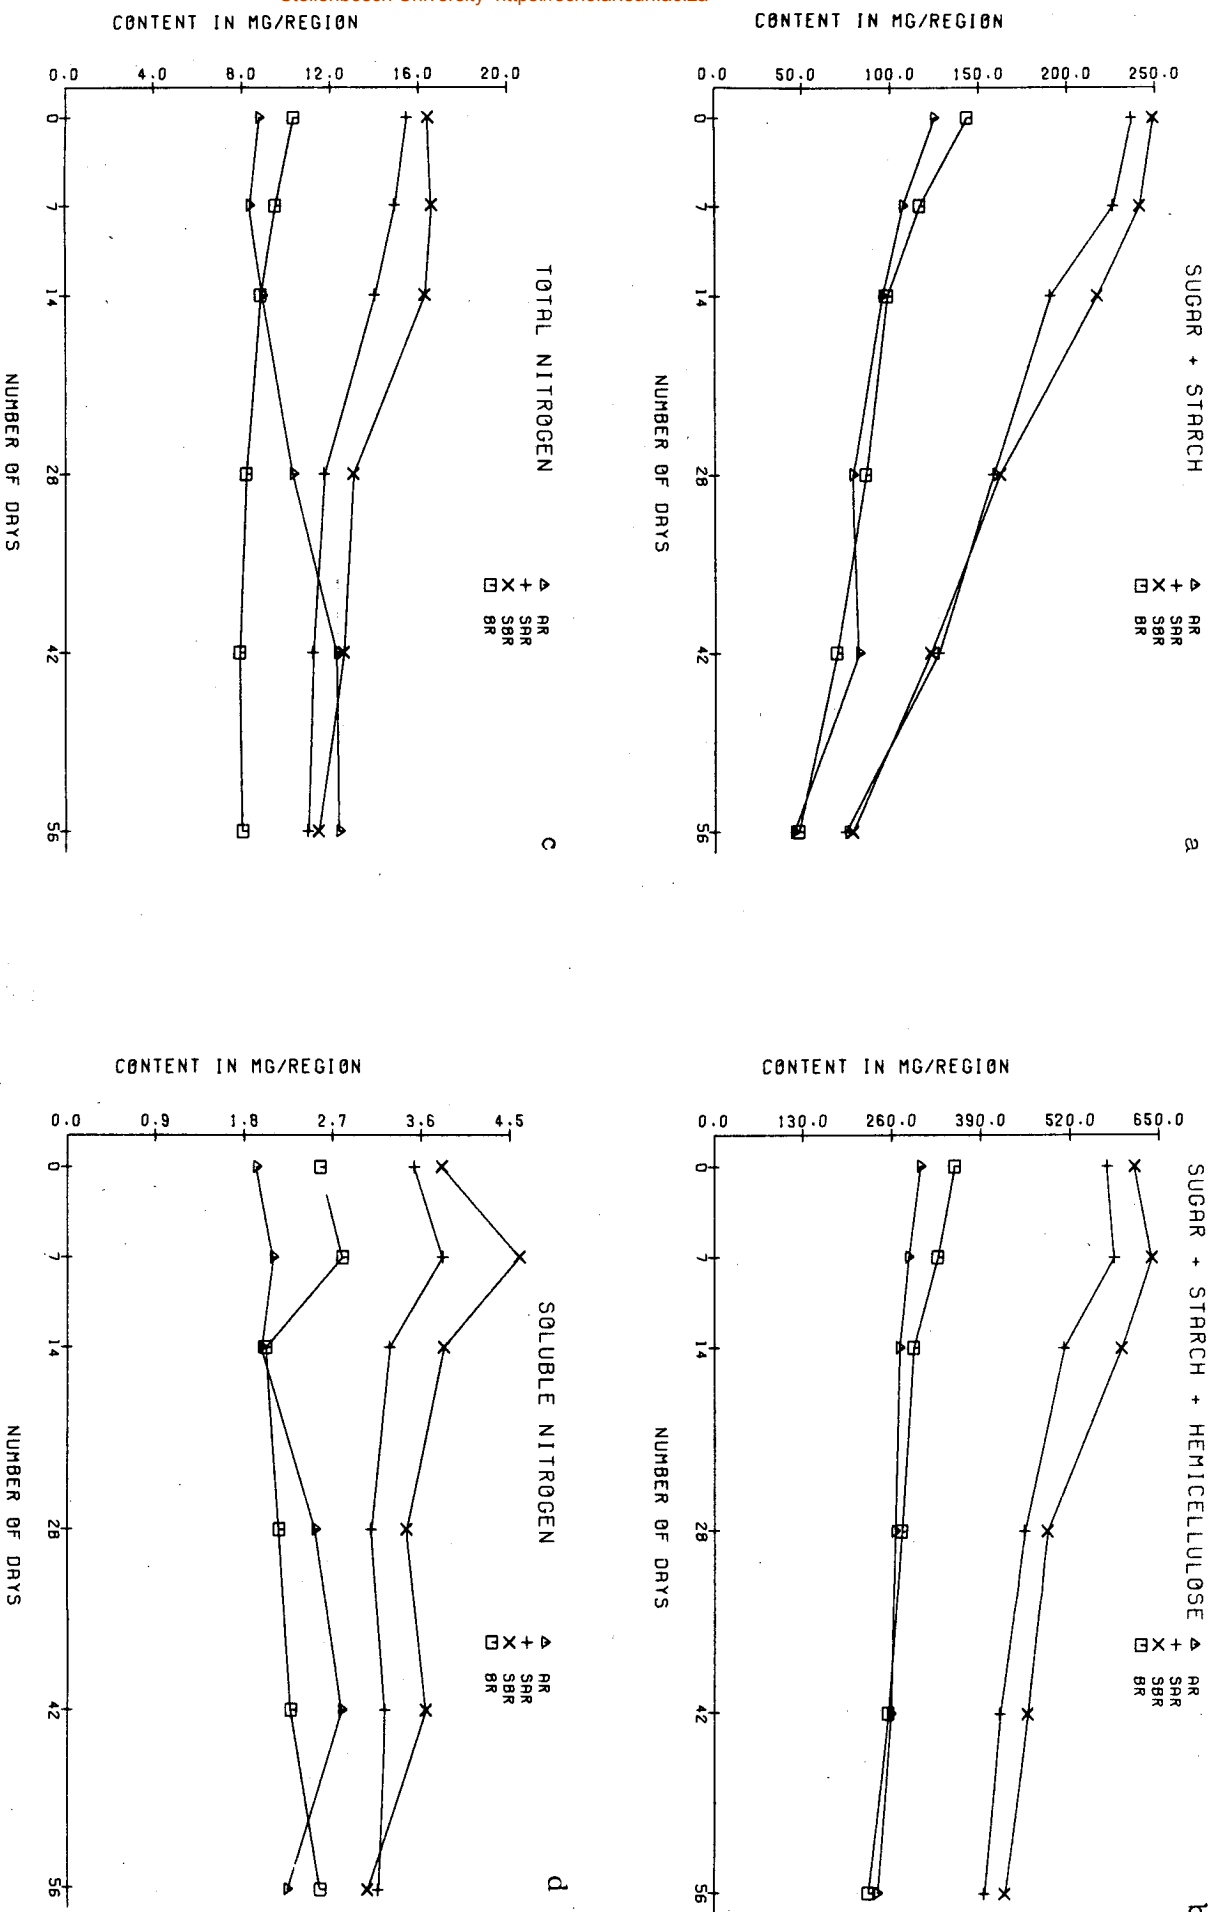 Stellenbosch University https://scholar.sun.ac.za
SUGAR + STARCH
a
CONTENT IN MG/REGION
0.0 50.0 100.0 150.0 200.0 250.0
0 7 14 28 42 56
NUMBER OF DAYS
AR
SAR
SBR
BR
SUGAR + STARCH + HEMICELLULOSE
b
CONTENT IN MG/REGION
0.0 130.0 260.0 390.0 520.0 650.0
0 7 14 28 42 56
NUMBER OF DAYS
AR
SAR
SBR
BR
TOTAL NITROGEN
c
CONTENT IN MG/REGION
0.0 4.0 8.0 12.0 16.0 20.0
0 7 14 28 42 56
NUMBER OF DAYS
AR
SAR
SBR
BR
SOLUBLE NITROGEN
d
CONTENT IN MG/REGION
0.0 0.9 1.8 2.7 3.6 4.5
0 7 14 28 42 56
NUMBER OF DAYS
AR
SAR
SBR
BR